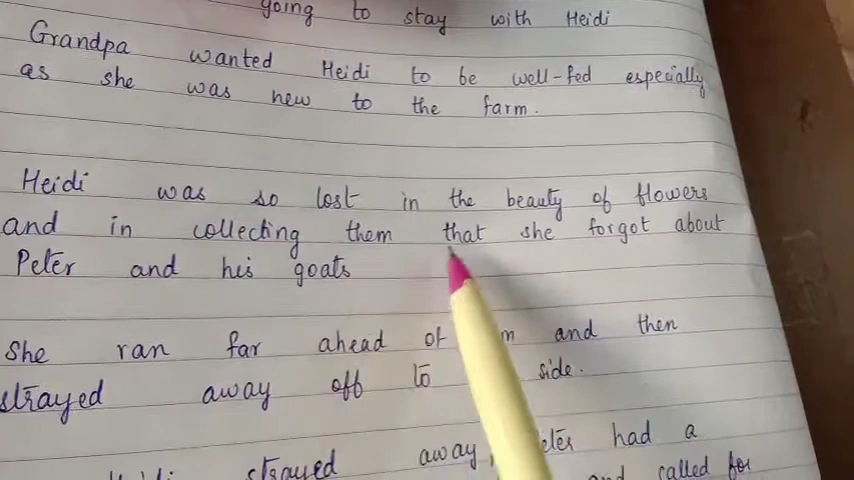 going to stay with Heidi
Grandpa wanted Heidi to be well-fed especially
as she was new to the farm.
Heidi was so lost in the beauty of flowers
and in collecting them that she forgot about
Peter and his goats
She ran far ahead of and then
strayed away off to side.
strayed away, had a
and called for